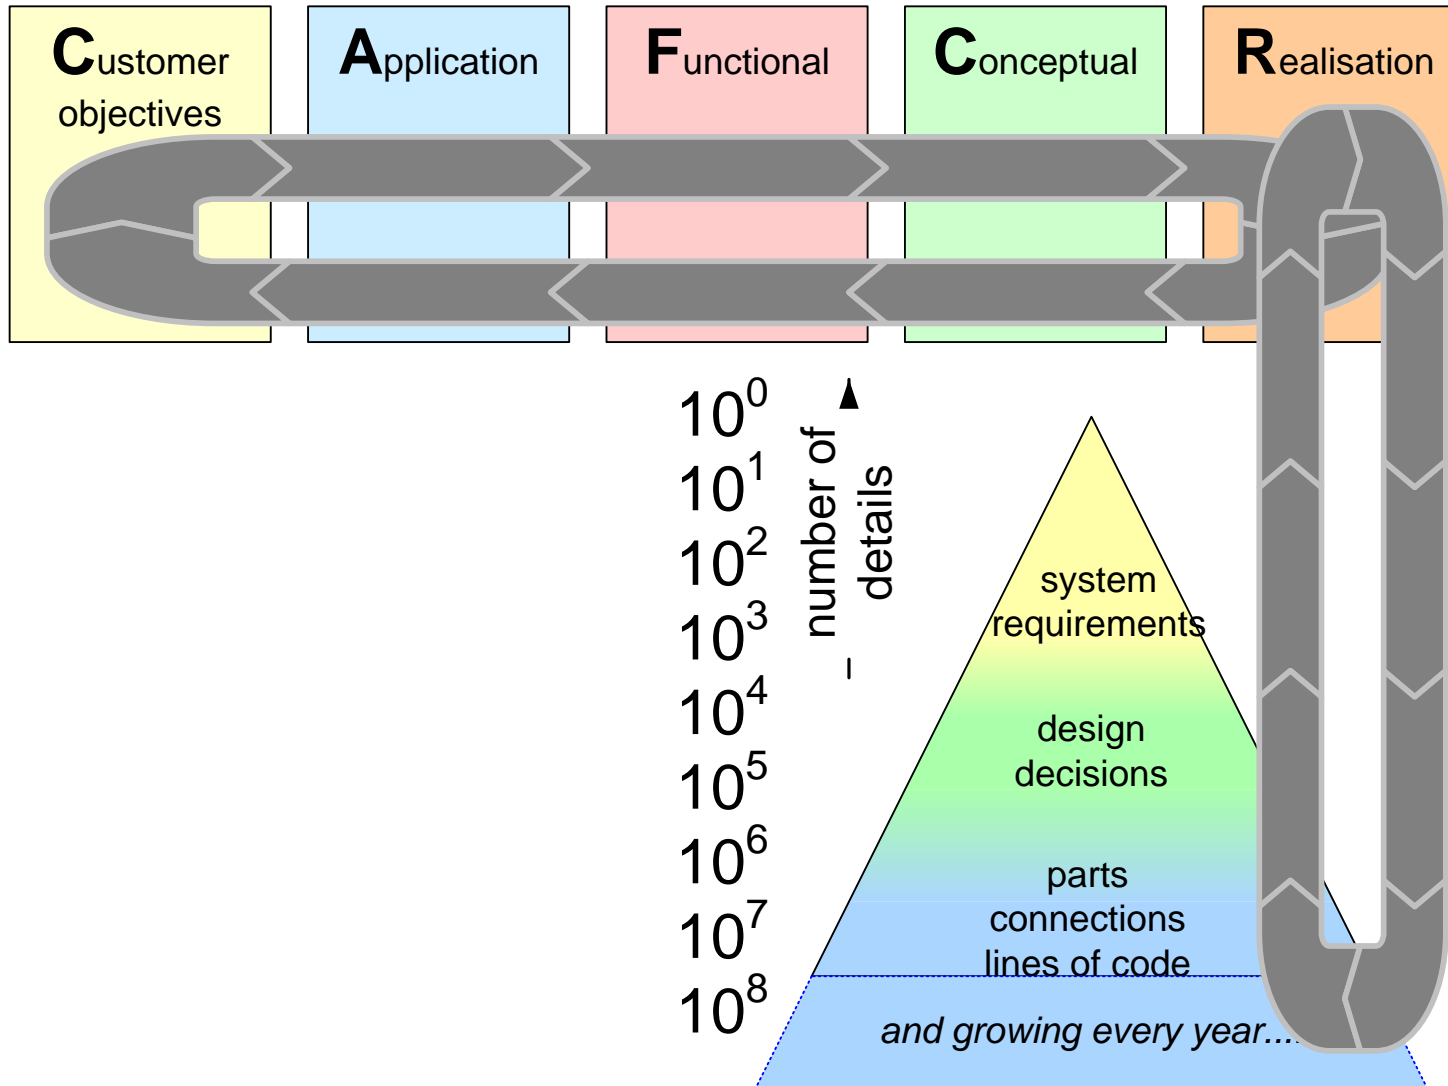 Customer
objectives
Application
Functional
Conceptual
Realisation
10^0
10^1
10^2
10^3
10^4
10^5
10^6
10^7
10^8
number of
details
system
requirements
design
decisions
parts
connections
lines of code
and growing every year....